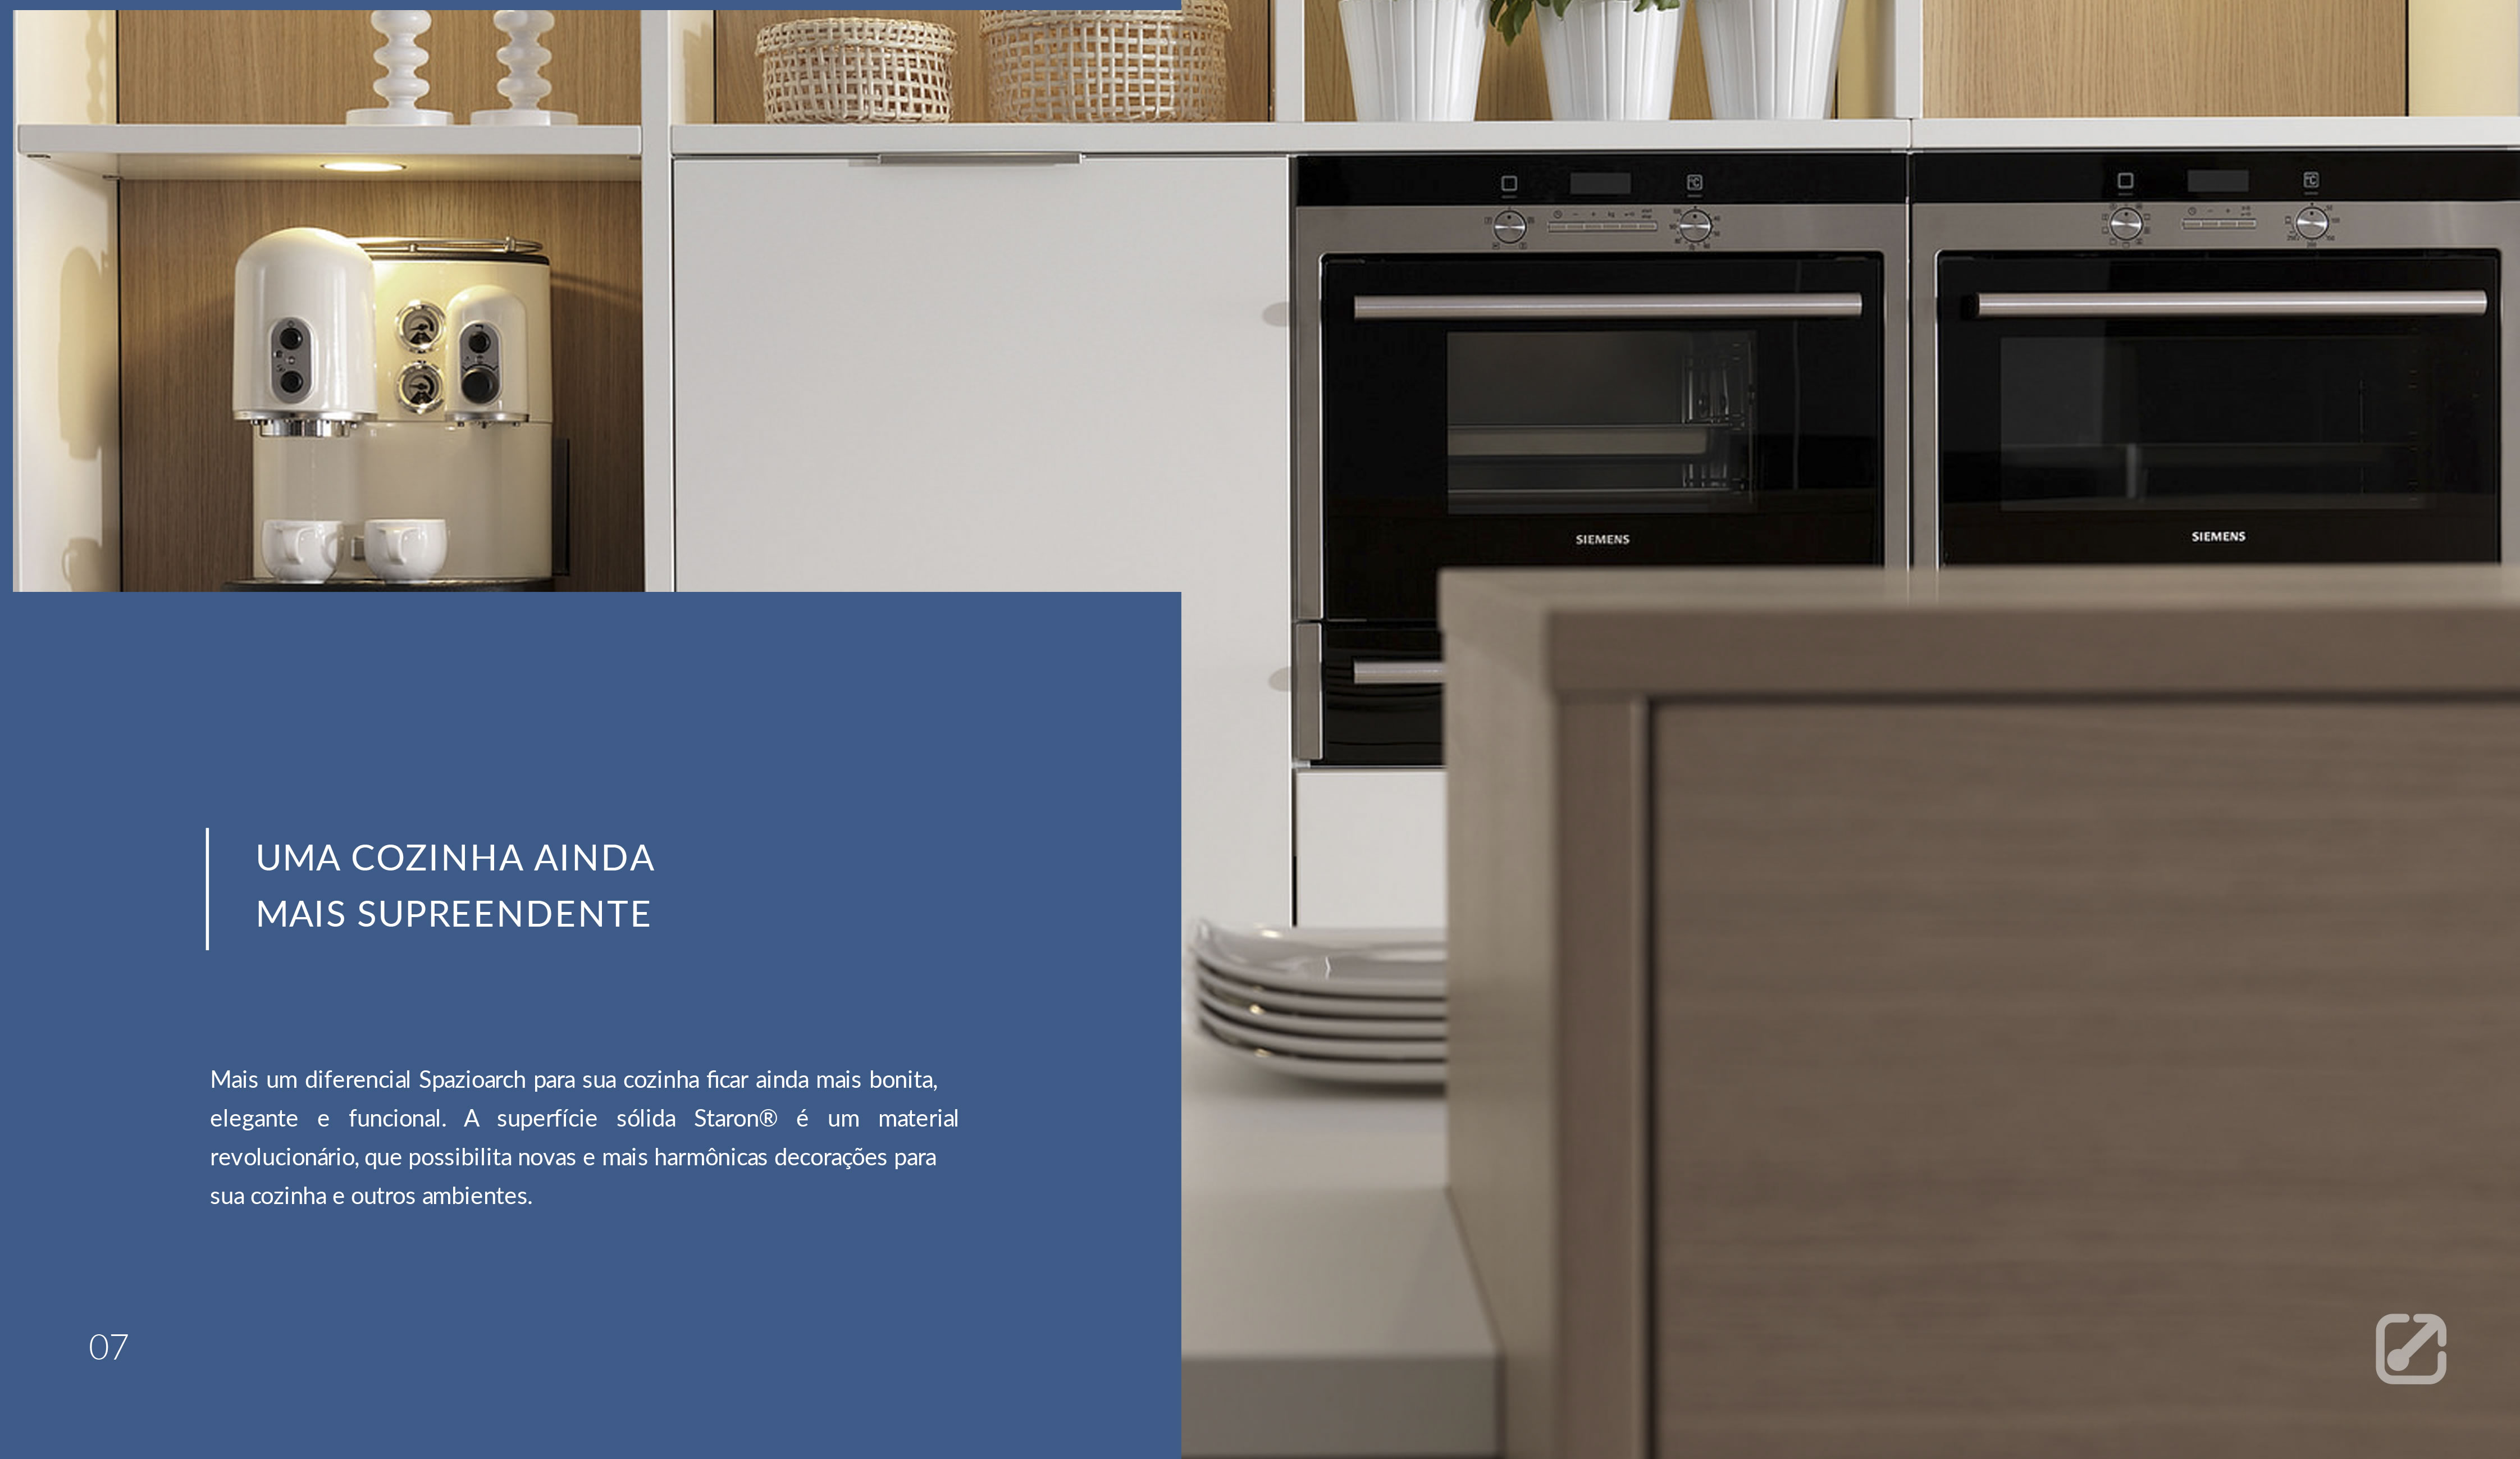 SIEMENS
SIEMENS
UMA COZINHA AINDA
MAIS SUPREENDENTE
Mais um diferencial Spazioarch para sua cozinha ficar ainda mais bonita,
elegante e funcional. A superfície sólida Staron® é um material
revolucionário, que possibilita novas e mais harmônicas decorações para
sua cozinha e outros ambientes.
07